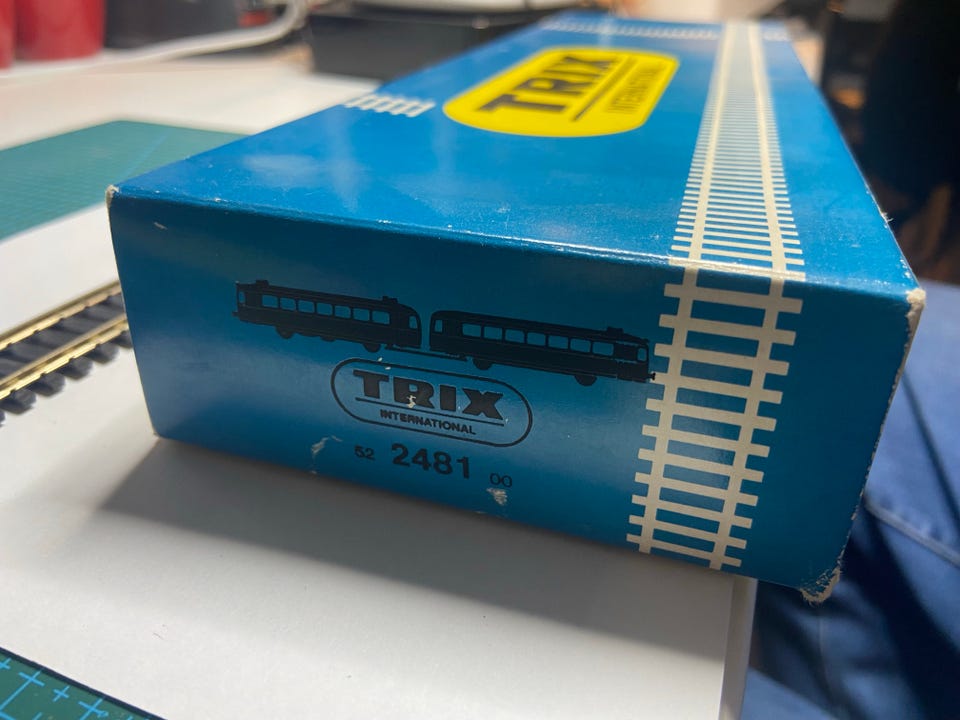 TRIX
INTERNATIONAL
TRIX
INTERNATIONAL
52 2481 00